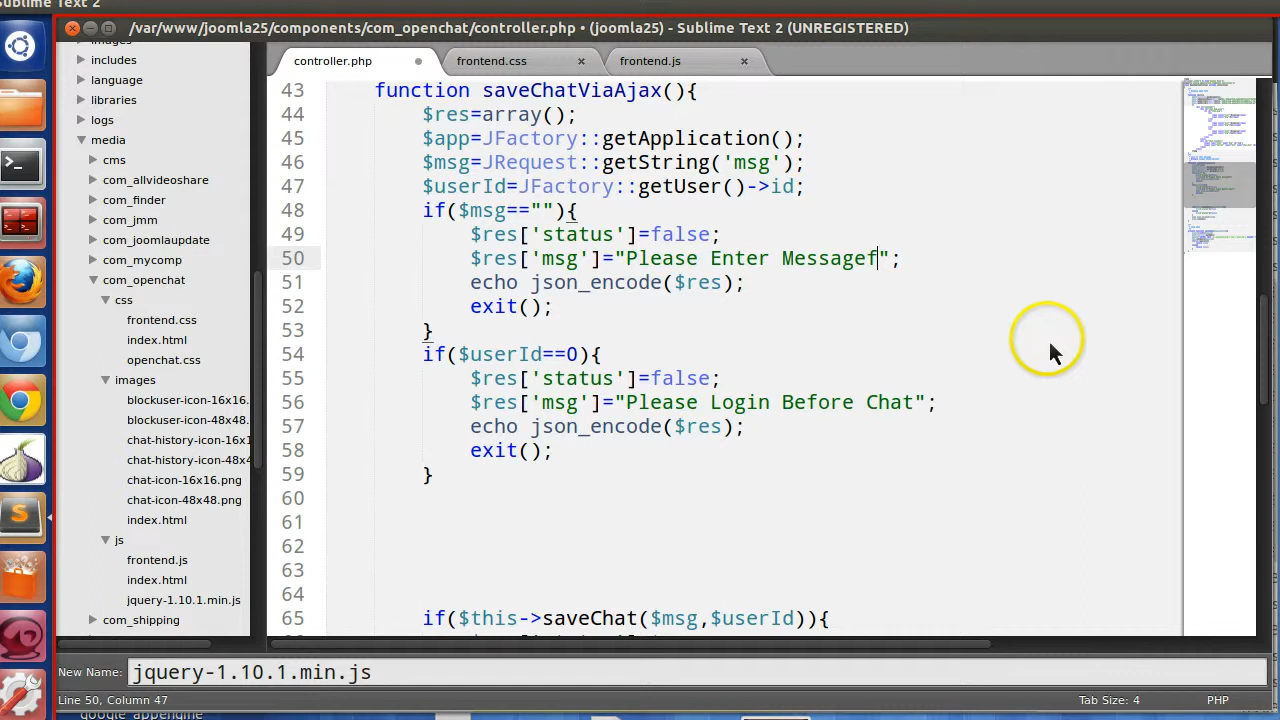 Sublime Text 2
/var/www/joomla25/components/com_openchat/controller.php • (joomla25) - Sublime Text 2 (UNREGISTERED)
images
includes
language
libraries
logs
media
cms
com_allvideoshare
com_finder
com_jmm
com_joomlaupdate
com_mycomp
com_openchat
css
frontend.css
index.html
openchat.css
images
blockuser-icon-16x16.
blockuser-icon-48x48.
chat-history-icon-16x1
chat-history-icon-48x4
chat-icon-16x16.png
chat-icon-48x48.png
index.html
js
frontend.js
index.html
jquery-1.10.1.min.js
com_shipping
controller.php
frontend.css
frontend.js
43 function saveChatViaAjax(){
44 $res=array();
45 $app=JFactory::getApplication();
46 $msg=JRequest::getString('msg');
47 $userId=JFactory::getUser()->id;
48 if($msg==""){
49 $res['status']=false;
50 $res['msg']="Please Enter Messagef";
51 echo json_encode($res);
52 exit();
53 }
54 if($userId==0){
55 $res['status']=false;
56 $res['msg']="Please Login Before Chat";
57 echo json_encode($res);
58 exit();
59 }
60
61
62
63
64
65 if($this->saveChat($msg,$userId)){
New Name: jquery-1.10.1.min.js
Line 50, Column 47
Tab Size: 4
PHP
google appengine